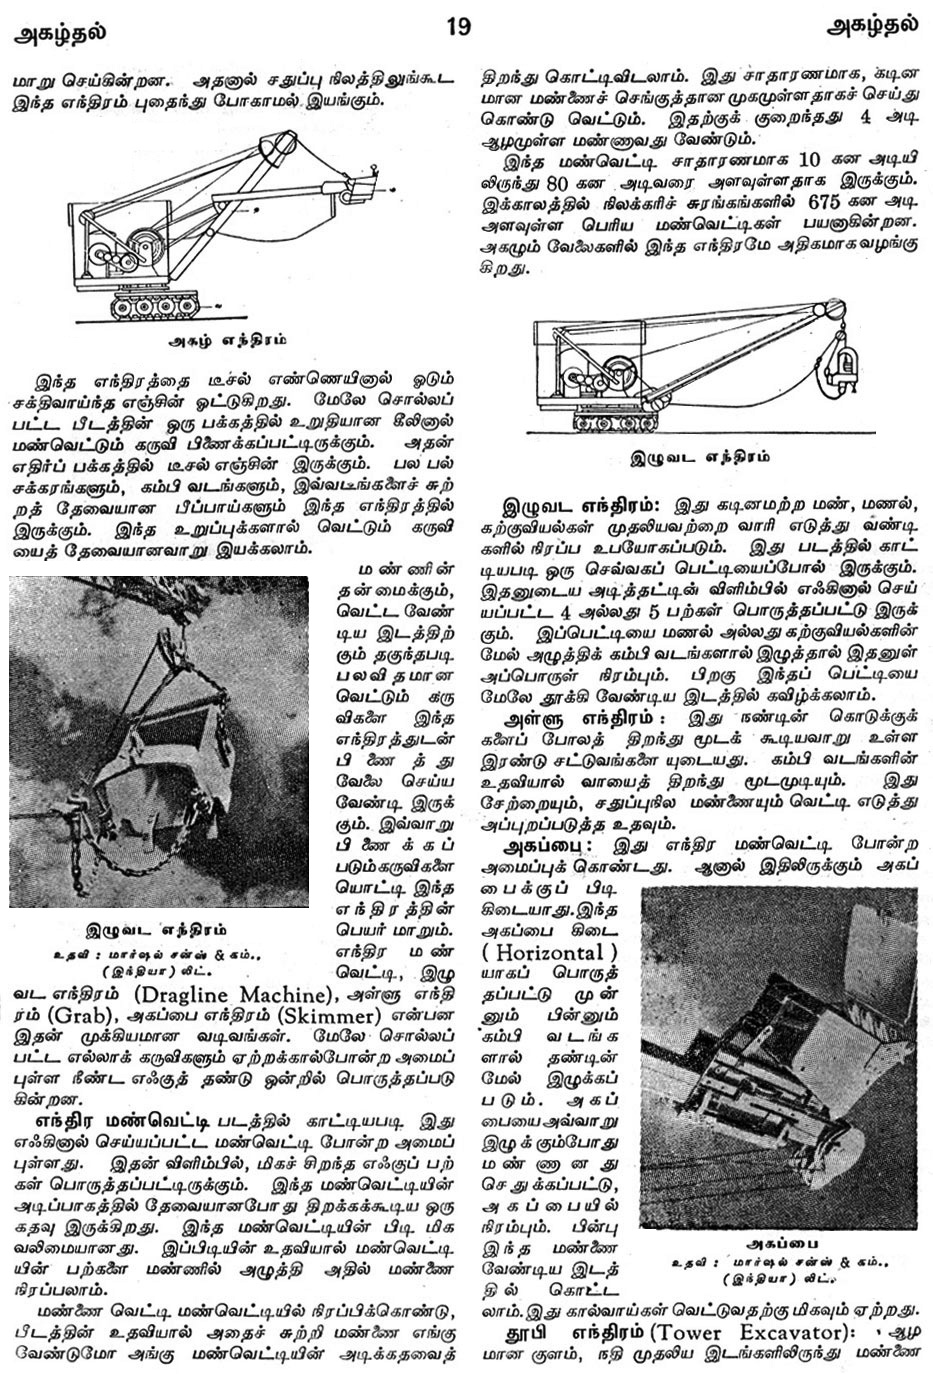 அகழ்தல்
19
அகழ்தல்
மாறு செய்கின்றன. அதனால் சதுப்பு நிலத்திலுங்கூட
இந்த எந்திரம் புதைந்து போகாமல் இயங்கும்.
அகழ் எந்திரம்
இந்த எந்திரத்தை டீசல் எண்ணெயினால் ஓடும்
சக்திவாய்ந்த எஞ்சின் ஓட்டுகிறது. மேலே சொல்லப்
பட்ட பீடத்தின் ஒரு பக்கத்தில் உறுதியான கீலினால்
மண்வெட்டும் கருவி பிணைக்கப்பட்டிருக்கும். அதன்
எதிர்ப் பக்கத்தில் டீசல் எஞ்சின் இருக்கும். பல பல்
சக்கரங்களும், கம்பி வடங்களும், இவ்வடங்களைச் சுற்
றத் தேவையான பீப்பாய்களும் இந்த எந்திரத்தில்
இருக்கும். இந்த உறுப்புக்களால் வெட்டும் கருவி
யைத் தேவையானவாறு இயக்கலாம்.
மண்ணின்
தன்மைக்கும்,
வெட்ட வேண்
டிய இடத்திற்
கும் தகுந்தபடி
பலவிதமான
வெட்டும் கரு
விகளை இந்த
எந்திரத்துடன்
பிணைத்து
வேலை செய்ய
வேண்டி இருக்
கும். இவ்வாறு
பிணைக்கப்
படும்கருவிகளை
யொட்டி இந்த
எந்திரத்தின்
பெயர் மாறும்.
எந்திர மண்
வெட்டி, இழு
இழுவட எந்திரம்
உதவி : மார்ஷல் சன்ஸ் & கம்.,
(இந்தியா) லிட்.
வட எந்திரம் (Dragline Machine), அள்ளு எந்தி
ரம் (Grab), அகப்பை எந்திரம் (Skimmer) என்பன
இதன் முக்கியமான வடிவங்கள். மேலே சொல்லப்
பட்ட எல்லாக் கருவிகளும் ஏற்றக்கால்போன்ற அமைப்
புள்ள நீண்ட எஃகுத் தண்டு ஒன்றில் பொருத்தப்படு
கின்றன.
எந்திர மண்வெட்டி படத்தில் காட்டியபடி இது
எஃகினால் செய்யப்பட்ட மண்வெட்டி போன்ற அமைப்
புள்ளது. இதன் விளிம்பில், மிகச் சிறந்த எஃகுப் பற்
கள் பொருத்தப்பட்டிருக்கும். இந்த மண்வெட்டியின்
அடிப்பாகத்தில் தேவையானபோது திறக்கக்கூடிய ஒரு
கதவு இருக்கிறது. இந்த மண்வெட்டியின் பிடி மிக
வலிமையானது. இப்பிடியின் உதவியால் மண்வெட்டி
யின் பற்களை மண்ணில் அழுத்தி அதில் மண்ணை
நிரப்பலாம்.
மண்ணை வெட்டி மண்வெட்டியில் நிரப்பிக்கொண்டு,
பீடத்தின் உதவியால் அதைச் சுற்றி மண்ணை எங்கு
வேண்டுமோ அங்கு மண்வெட்டியின் அடிக்கதவைத்
திறந்து கொட்டிவிடலாம். இது சாதாரணமாக, கடின
மான மண்ணைச் செங்குத்தான முகமுள்ளதாகச் செய்து
கொண்டு வெட்டும். இதற்குக் குறைந்தது 4 அடி
ஆழமுள்ள மண்ணாவது வேண்டும்.
இந்த மண்வெட்டி சாதாரணமாக 10 கன அடியி
லிருந்து 80 கன அடிவரை அளவுள்ளதாக இருக்கும்.
இக்காலத்தில் நிலக்கரிச் சுரங்கங்களில் 675 கன அடி
அளவுள்ள பெரிய மண்வெட்டிகள் பயனாகின்றன.
அகழும் வேலைகளில் இந்த எந்திரமே அதிகமாக வழங்கு
கிறது.
இழுவட எந்திரம்
இழுவட எந்திரம்: இது கடினமற்ற மண், மணல்,
கற்குவியல்கள் முதலியவற்றை வாரி எடுத்து வண்டி
களில் நிரப்ப உபயோகப்படும். இது படத்தில் காட்
டியபடி ஒரு செவ்வகப் பெட்டியைப்போல் இருக்கும்.
இதனுடைய அடித்தட்டின் விளிம்பில் எஃகினால் செய்
யப்பட்ட 4 அல்லது 5 பற்கள் பொருத்தப்பட்டு இருக்
கும். இப்பெட்டியை மணல் அல்லது கற்குவியல்களின்
மேல் அழுத்திக் கம்பி வடங்களால் இழுத்தால் இதனுள்
அப்பொருள் நிரம்பும். பிறகு இந்தப் பெட்டியை
மேலே தூக்கி வேண்டிய இடத்தில் கவிழ்க்கலாம்.
அள்ளு எந்திரம் : இது நண்டின் கொடுக்குக்
களைப் போலத் திறந்து மூடக் கூடியவாறு உள்ள
இரண்டு சட்டுவங்களை யுடையது. கம்பி வடங்களின்
உதவியால் வாயைத் திறந்து மூடமுடியும். இது
சேற்றையும், சதுப்புநில மண்ணையும் வெட்டி எடுத்து
அப்புறப்படுத்த உதவும்.
அகப்பை : இது எந்திர மண்வெட்டி போன்ற
அமைப்புக் கொண்டது. ஆனால் இதிலிருக்கும் அகப்
பைக்குப் பிடி
கிடையாது. இந்த
அகப்பை கிடை
( Horizontal )
யாகப் பொருத்
தப்பட்டு முன்
னும் பின்னும்
கம்பி வடங்க
ளால் தண்டின்
மேல் இழுக்கப்
படும். அகப்
பையை அவ்வாறு
இழுக்கும்போது
மண்ணானது
செதுக்கப்பட்டு,
அகப்பையில்
நிரம்பும். பின்பு
இந்த மண்ணை
வேண்டிய இடத்
தில் கொட்ட
அகப்பை
உதவி : மார்ஷல் சன்ஸ் & கம்.,
(இந்தியா) லிட்.
லாம். இது கால்வாய்கள் வெட்டுவதற்கு மிகவும் ஏற்றது.
தூபி எந்திரம் (Tower Excavator): ஆழ
மான குளம், நதி முதலிய இடங்களிலிருந்து மண்ணை